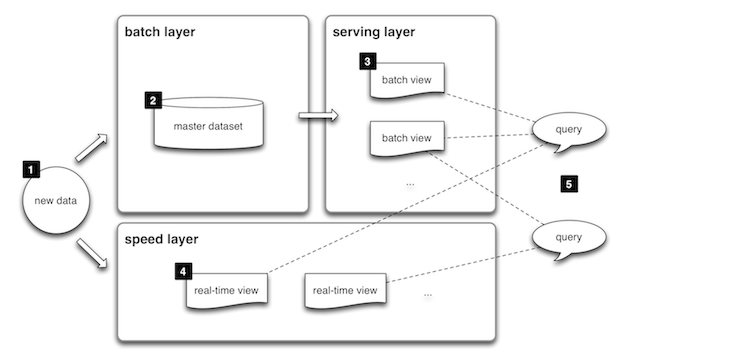 batch layer
serving layer
3
batch view
2
master dataset
query
batch view
1
new data
...
5
speed layer
query
4
real-time view
real-time view
...